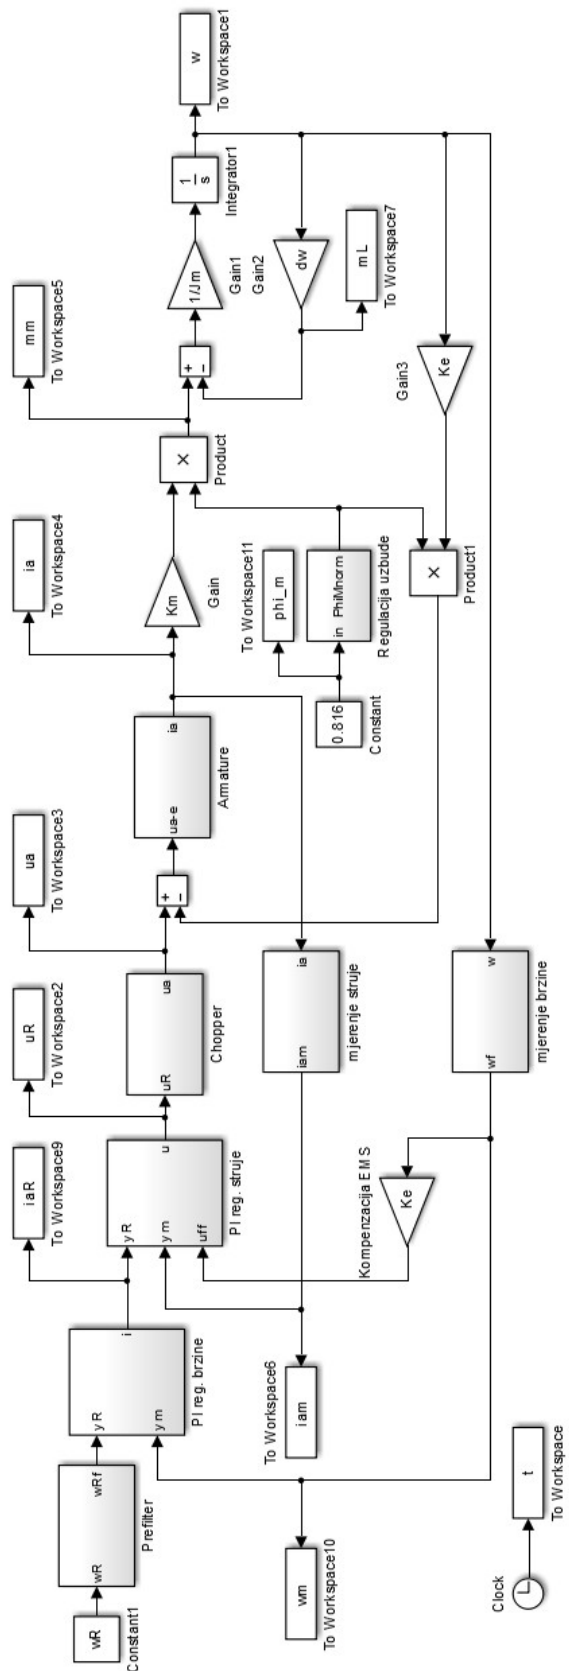 wR
Constant1
wR
wRf
Prefilter
y R
y m
i
PI reg. brzine
iaR
To Workspace9
y R
y m
uff
u
PI reg. struje
uR
To Workspace2
uR
ua
Chopper
ua
To Workspace3
+
−
ua-e
ia
Armature
ia
To Workspace4
Km
Gain
×
Product
mm
To Workspace5
+
−
1/Jm
Gain1
1
s
Integrator1
w
To Workspace1
Gain2
dw
mL
To Workspace7
To Workspace11
phi_m
0.816
Constant
in
PhiMnorm
Regulacija uzbude
Gain3
Ke
×
Product1
iam
ia
mjerenje struje
To Workspace6
iam
Kompenzacija EMS
Ke
wf
w
mjerenje brzine
wm
To Workspace10
Clock
t
To Workspace